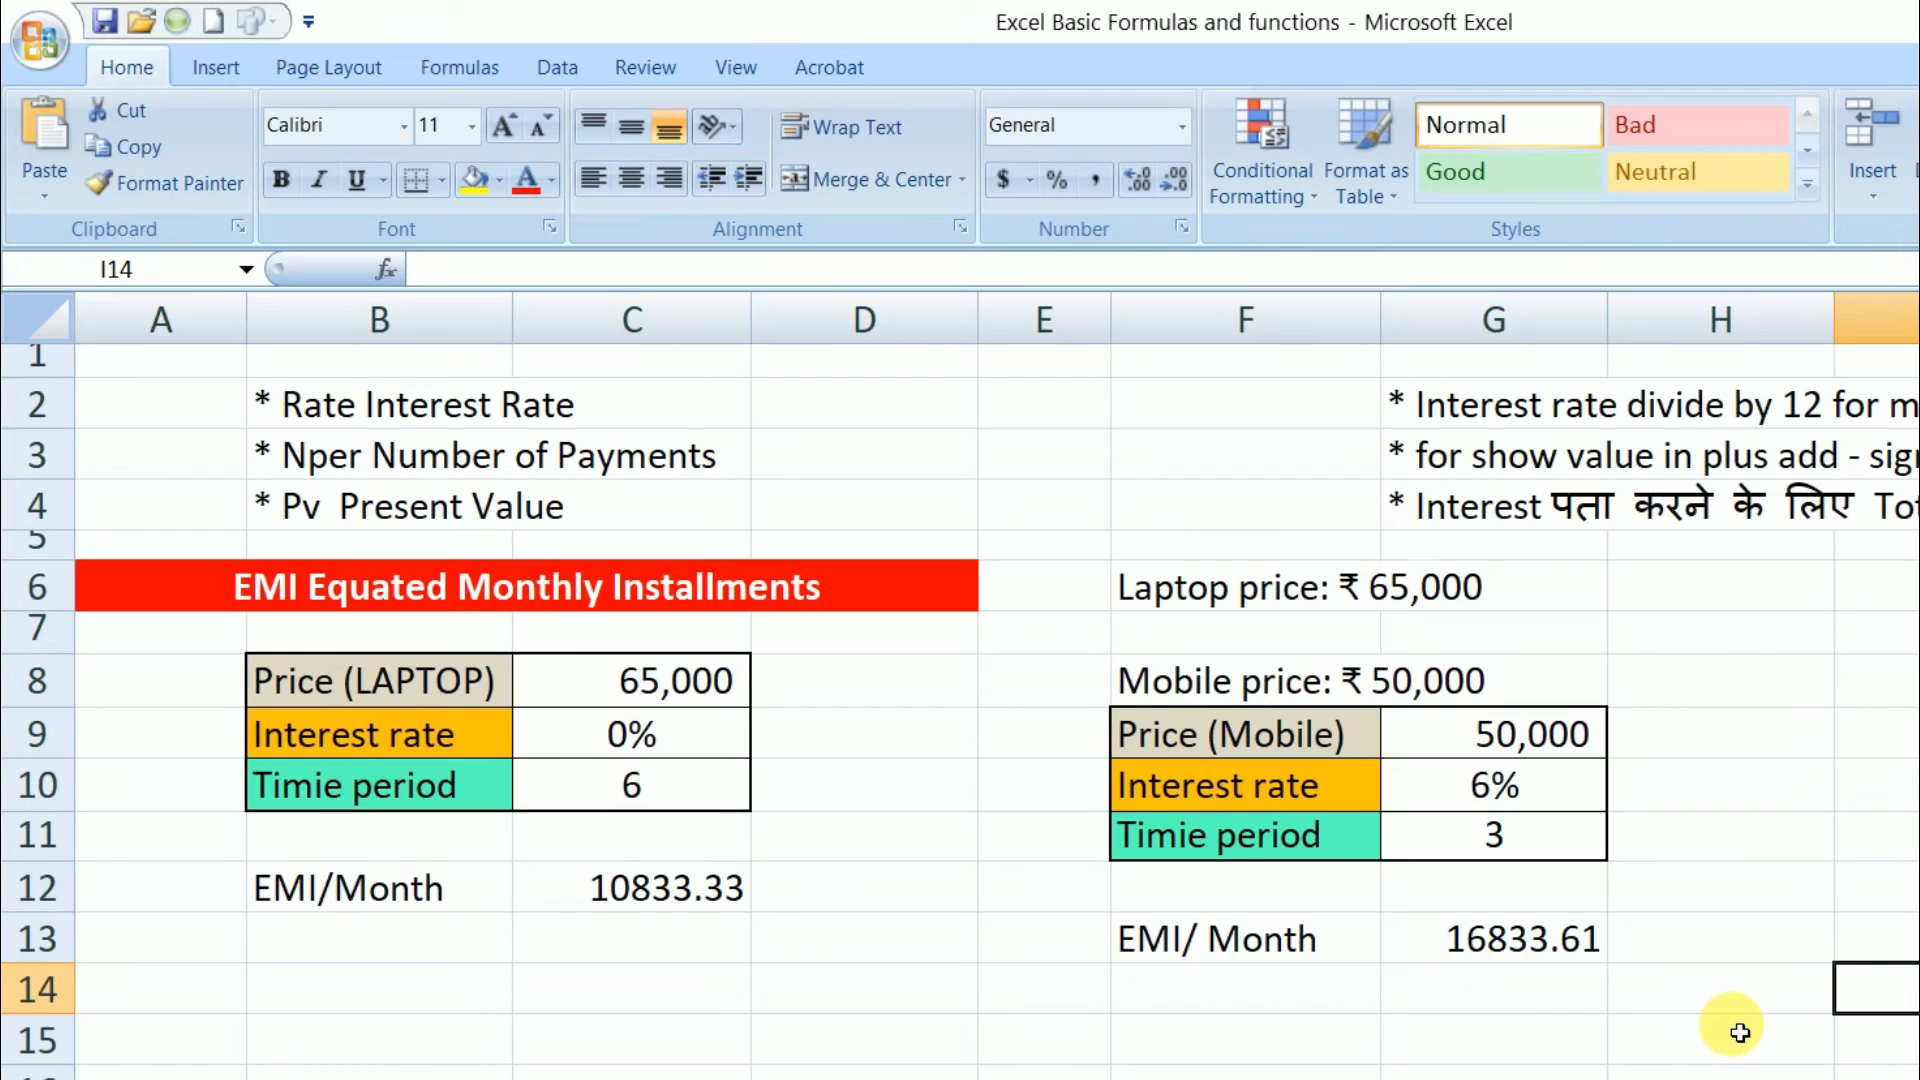 Excel Basic Formulas and functions - Microsoft Excel
Home Insert Page Layout Formulas Data Review View Acrobat
Paste
Cut
Copy
Format Painter
Clipboard
Calibri 11
B I U
Font
Wrap Text
Merge & Center
Alignment
General
$ % ,
Number
Conditional Formatting
Format as Table
Normal Bad
Good Neutral
Styles
Insert
I14 fx
A B C D E F G H
1
2 * Rate Interest Rate * Interest rate divide by 12 for
3 * Nper Number of Payments * for show value in plus add -
4 * Pv Present Value * Interest पता करने के लिए
5
6 EMI Equated Monthly Installments Laptop price: ₹ 65,000
7
8 Price (LAPTOP) 65,000 Mobile price: ₹ 50,000
9 Interest rate 0% Price (Mobile) 50,000
10 Timie period 6 Interest rate 6%
11 Timie period 3
12 EMI/Month 10833.33
13 EMI/ Month 16833.61
14
15